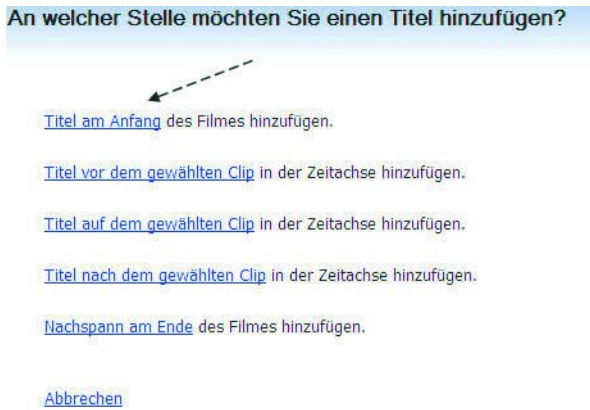 An welcher Stelle möchten Sie einen Titel hinzufügen?
Titel am Anfang des Filmes hinzufügen.
Titel vor dem gewählten Clip in der Zeitachse hinzufügen.
Titel auf dem gewählten Clip in der Zeitachse hinzufügen.
Titel nach dem gewählten Clip in der Zeitachse hinzufügen.
Nachspann am Ende des Filmes hinzufügen.
Abbrechen